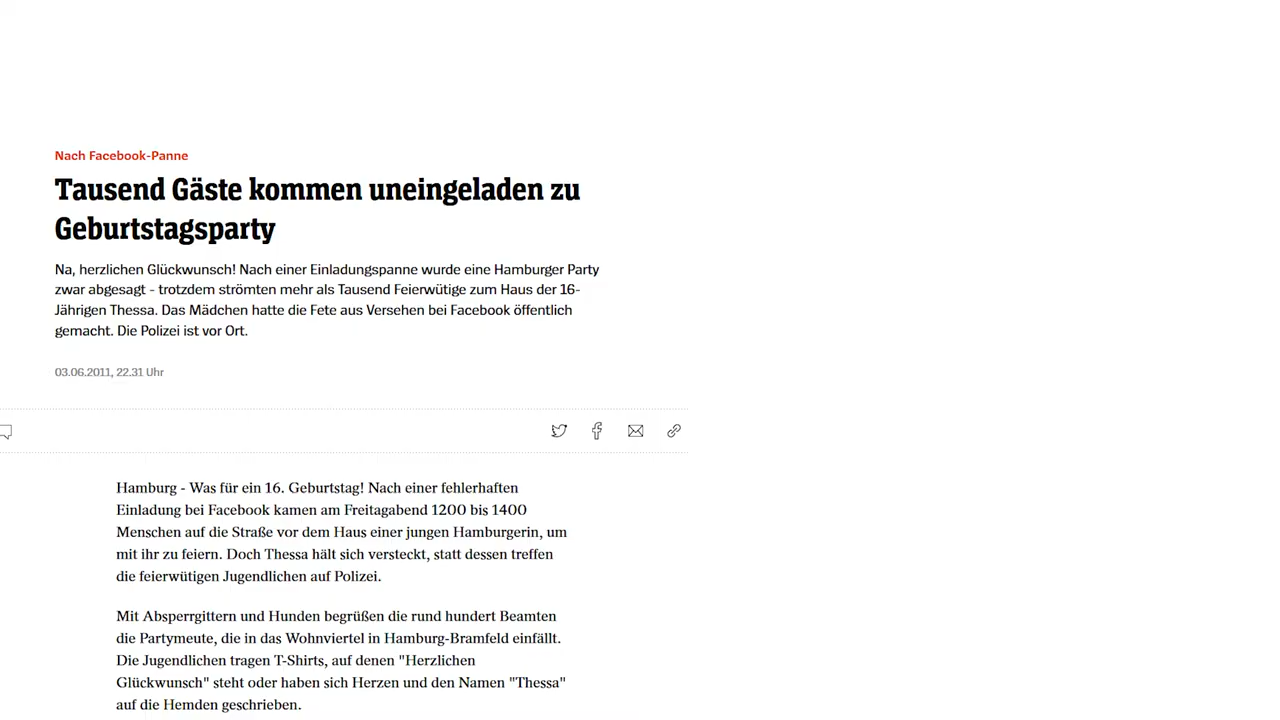 Nach Facebook-Panne
Tausend Gäste kommen uneingeladen zu
Geburtstagsparty
Na, herzlichen Glückwunsch! Nach einer Einladungspanne wurde eine Hamburger Party
zwar abgesagt - trotzdem strömten mehr als Tausend Feierwütige zum Haus der 16-
Jährigen Thessa. Das Mädchen hatte die Fete aus Versehen bei Facebook öffentlich
gemacht. Die Polizei ist vor Ort.
03.06.2011, 22.31 Uhr
Hamburg - Was für ein 16. Geburtstag! Nach einer fehlerhaften
Einladung bei Facebook kamen am Freitagabend 1200 bis 1400
Menschen auf die Straße vor dem Haus einer jungen Hamburgerin, um
mit ihr zu feiern. Doch Thessa hält sich versteckt, statt dessen treffen
die feierwütigen Jugendlichen auf Polizei.
Mit Absperrgittern und Hunden begrüßen die rund hundert Beamten
die Partymeute, die in das Wohnviertel in Hamburg-Bramfeld einfällt.
Die Jugendlichen tragen T-Shirts, auf denen "Herzlichen
Glückwunsch" steht oder haben sich Herzen und den Namen "Thessa"
auf die Hemden geschrieben.